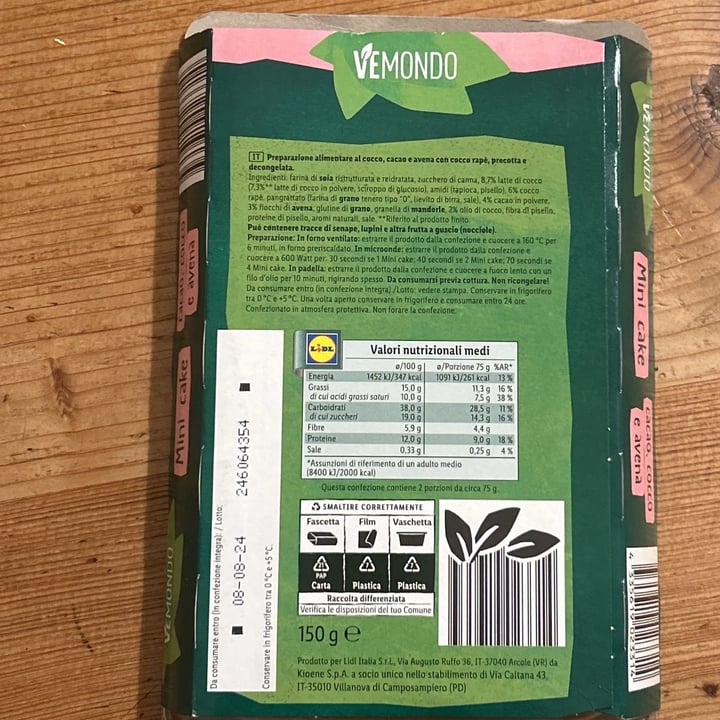 VEMONDO
IT Preparazione alimentare al cocco, cacao e avena con cocco rapè, precotta e
decongelata.
Ingredienti: farina di soia ristrutturata e reidratata, zucchero di canna, 8,7% latte di cocco
(7,3%** latte di cocco in polvere, sciroppo di glucosio), amidi (tapioca, pisello), 6% cocco
rapè, pangrattato (farina di grano tenero tipo "0", lievito di birra, sale), 4% cacao in polvere,
3% fiocchi di avena, glutine di grano, granella di mandorle, 2% olio di cocco, fibra di pisello,
proteine di pisello, aromi naturali, sale. **Riferito al prodotto finito.
Può contenere tracce di senape, lupini e altra frutta a guscio (nocciole).
Preparazione: In forno ventilato: estrarre il prodotto dalla confezione e cuocere a 160 °C per
6 minuti, in forno preriscaldato. In microonde: estrarre il prodotto dalla confezione e
cuocere a 600 Watt per: 30 secondi se 1 Mini cake; 40 secondi se 2 Mini cake; 70 secondi se
4 Mini cake. In padella: estrarre il prodotto dalla confezione e cuocere a fuoco lento con un
filo d'olio per 10 minuti, rigirando spesso. Da consumarsi previa cottura. Non ricongelare!
Da consumare entro (in confezione integra) /Lotto: vedere stampa. Conservare in frigorifero
tra 0 °C e +5 °C. Una volta aperto conservare in frigorifero e consumare entro 24 ore.
Confezionato in atmosfera protettiva. Non forare la confezione.
LIDL
Valori nutrizionali medi
ø/100 g ø/Porzione 75 g %AR*
Energia 1452 kJ/347 kcal 1091 kJ/261 kcal 13 %
Grassi 15,0 g 11,3 g 16 %
di cui acidi grassi saturi 10,0 g 7,5 g 38 %
Carboidrati 38,0 g 28,5 g 11 %
di cui zuccheri 19,0 g 14,3 g 16 %
Fibre 5,9 g 4,4 g
Proteine 12,0 g 9,0 g 18 %
Sale 0,33 g 0,25 g 4 %
*Assunzioni di riferimento di un adulto medio
(8400 kJ/2000 kcal)
Questa confezione contiene 2 porzioni da circa 75 g.
SMALTIRE CORRETTAMENTE
Fascetta Film Vaschetta
21
PAP
Carta Plastica Plastica
Raccolta differenziata
Verifica le disposizioni del tuo Comune
150 g e
Prodotto per Lidl Italia S.r.l., Via Augusto Ruffo 36, IT-37040 Arcole (VR) da
Kioene S.p.A. a socio unico nello stabilimento di Via Caltana 43,
IT-35010 Villanova di Camposampiero (PD)
Da consumare entro (in confezione integra): / Lotto:
08-08-24 246064354
Conservare in frigorifero tra 0 °C e +5 °C.
Mini cake
cacao, cocco
e avena
VEMONDO
VEMONDO
Mini cake
cacao, cocco
e avena